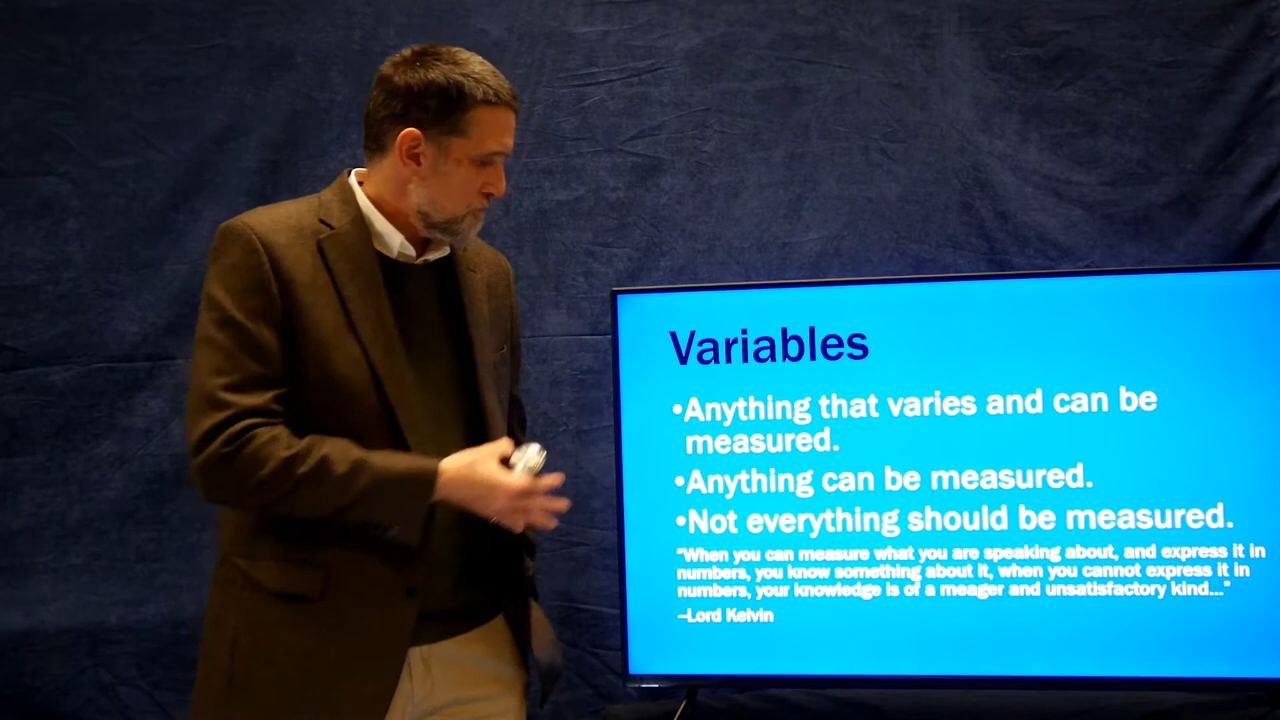 Variables
•Anything that varies and can be
measured.
•Anything can be measured.
•Not everything should be measured.
“When you can measure what you are speaking about, and express it in
numbers, you know something about it, when you cannot express it in
numbers, your knowledge is of a meager and unsatisfactory kind...”
–Lord Kelvin